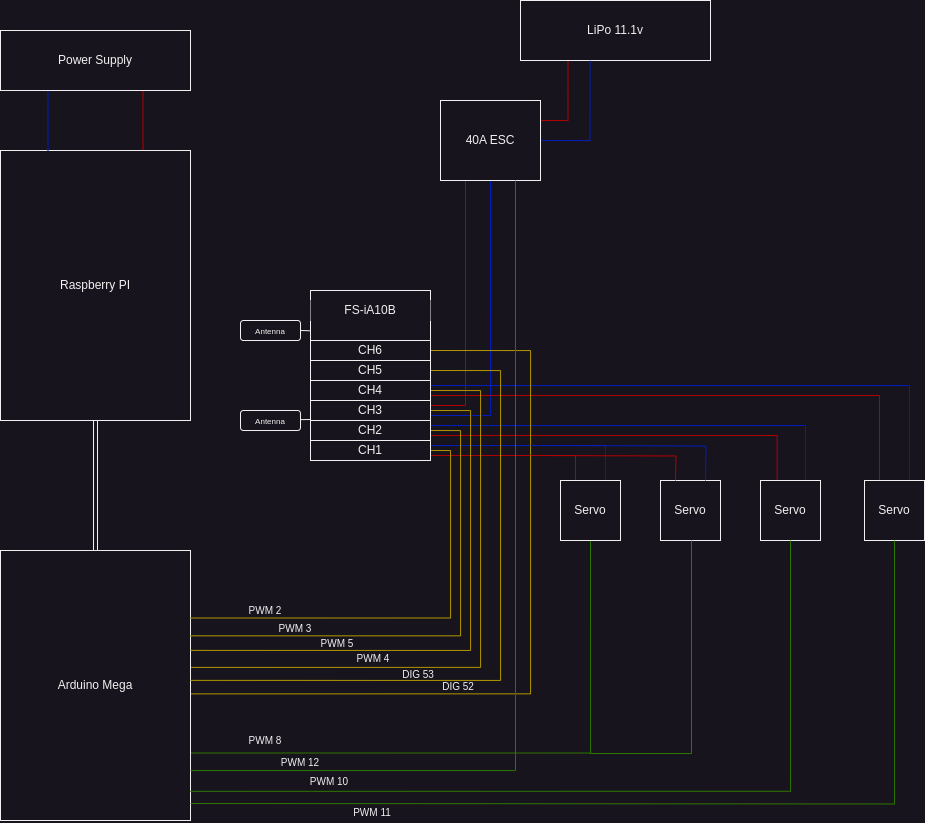 LiPo 11.1v
Power Supply
40A ESC
Raspberry PI
FS-iA10B
Antenna
CH6
CH5
CH4
CH3
Antenna
CH2
CH1
Servo
Servo
Servo
Servo
PWM 2
PWM 3
PWM 5
PWM 4
DIG 53
Arduino Mega
DIG 52
PWM 8
PWM 12
PWM 10
PWM 11